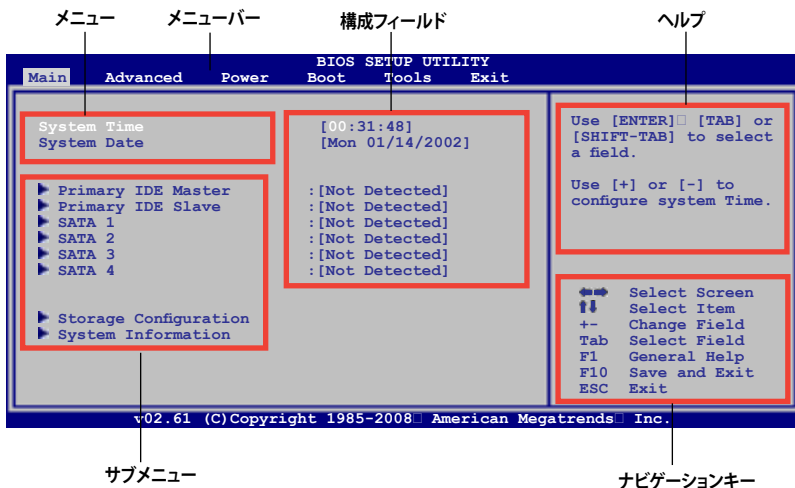 メニュー メニューバー 構成フィールド ヘルプ
BIOS SETUP UTILITY
Main Advanced Power Boot Tools Exit
System Time [00:31:48]
System Date [Mon 01/14/2002]
Primary IDE Master :[Not Detected]
Primary IDE Slave :[Not Detected]
SATA 1 :[Not Detected]
SATA 2 :[Not Detected]
SATA 3 :[Not Detected]
SATA 4 :[Not Detected]
Storage Configuration
System Information
Use [ENTER]□ [TAB] or
[SHIFT-TAB] to select
a field.
Use [+] or [-] to
configure system Time.
Select Screen
Select Item
+- Change Field
Tab Select Field
F1 General Help
F10 Save and Exit
ESC Exit
v02.61 (C)Copyright 1985-2008□ American Megatrends□ Inc.
サブメニュー ナビゲーションキー